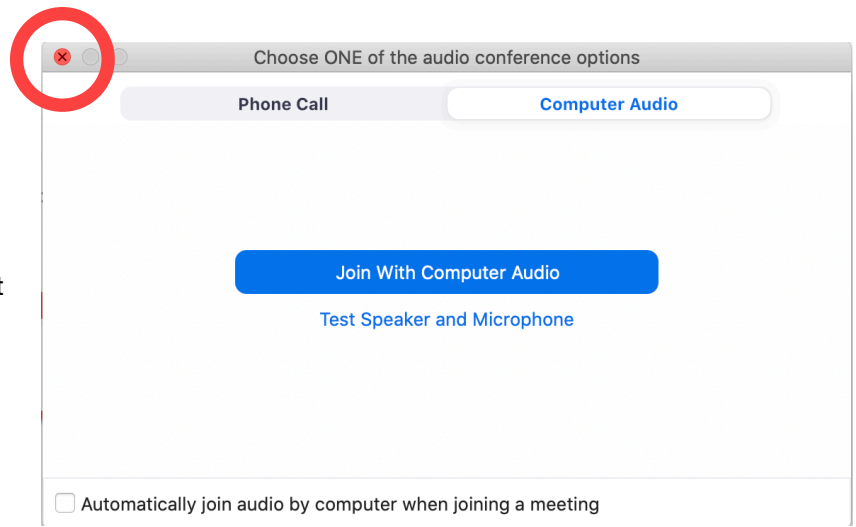 Choose ONE of the audio conference options
Phone Call
Computer Audio
Join With Computer Audio
t
Test Speaker and Microphone
Automatically join audio by computer when joining a meeting